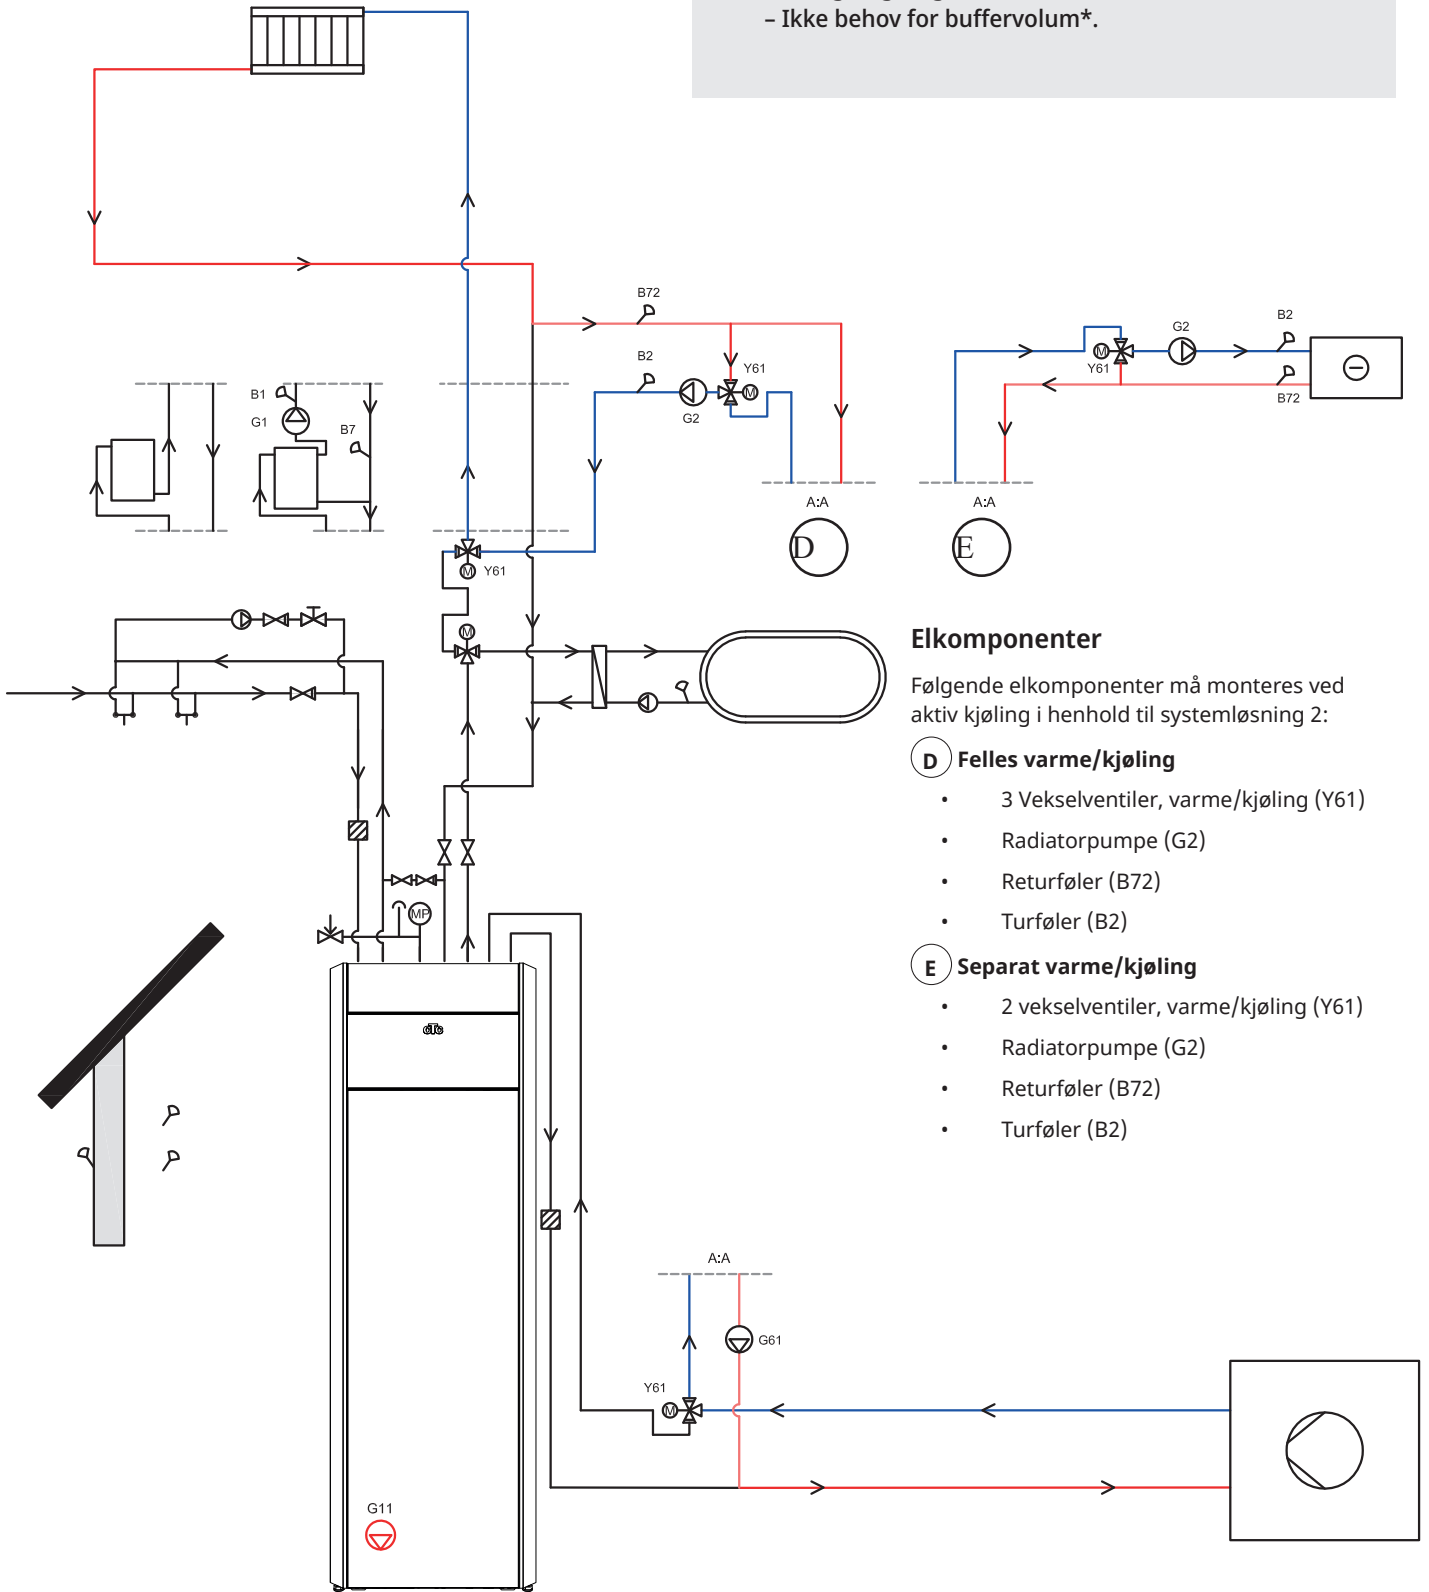 – Ikke behov for buffervolum*.
B72
B2
Y61
M
G2
A:A
D
G2
B2
M
Y61
B72
A:A
E
B1
G1
B7
M
Y61
M
MP
CTC
G11
Elkomponenter
Følgende elkomponenter må monteres ved
aktiv kjøling i henhold til systemløsning 2:
D Felles varme/kjøling
• 3 Vekselventiler, varme/kjøling (Y61)
• Radiatorpumpe (G2)
• Returføler (B72)
• Turføler (B2)
E Separat varme/kjøling
• 2 vekselventiler, varme/kjøling (Y61)
• Radiatorpumpe (G2)
• Returføler (B72)
• Turføler (B2)
A:A
G61
Y61
M